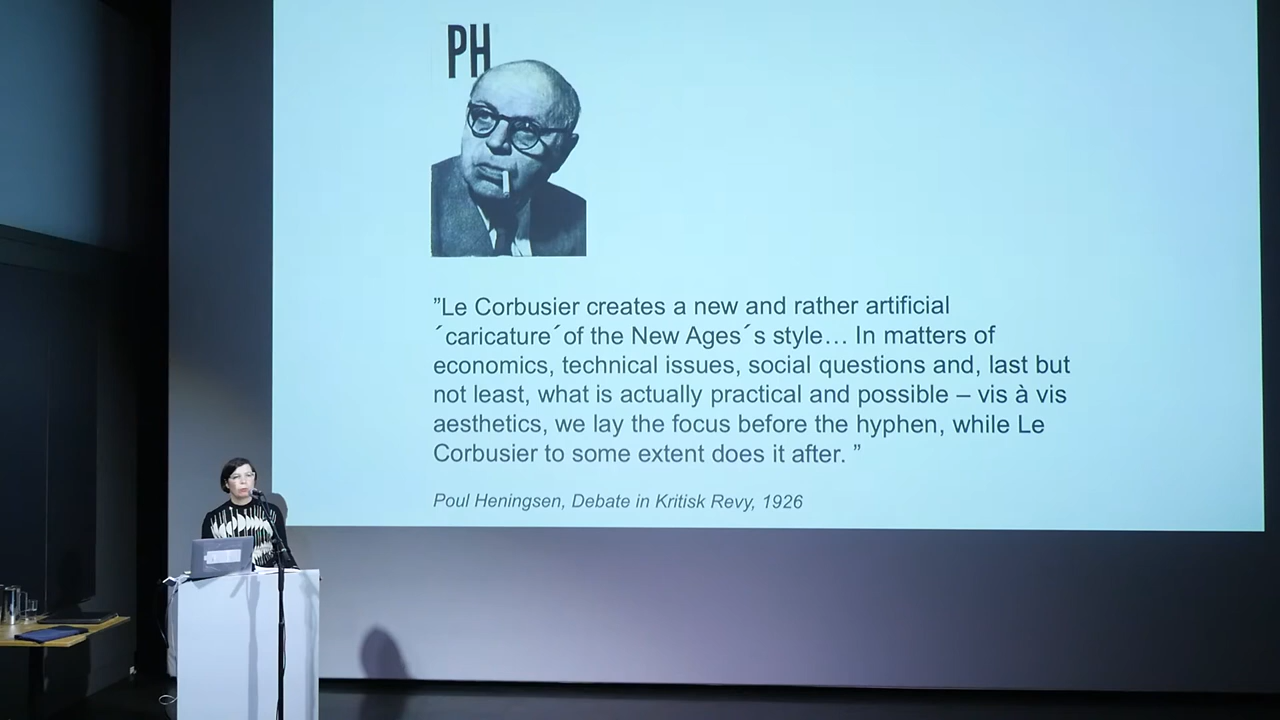 PH
”Le Corbusier creates a new and rather artificial
´caricature´of the New Ages´s style… In matters of
economics, technical issues, social questions and, last but
not least, what is actually practical and possible – vis à vis
aesthetics, we lay the focus before the hyphen, while Le
Corbusier to some extent does it after. ”
Poul Heningsen, Debate in Kritisk Revy, 1926